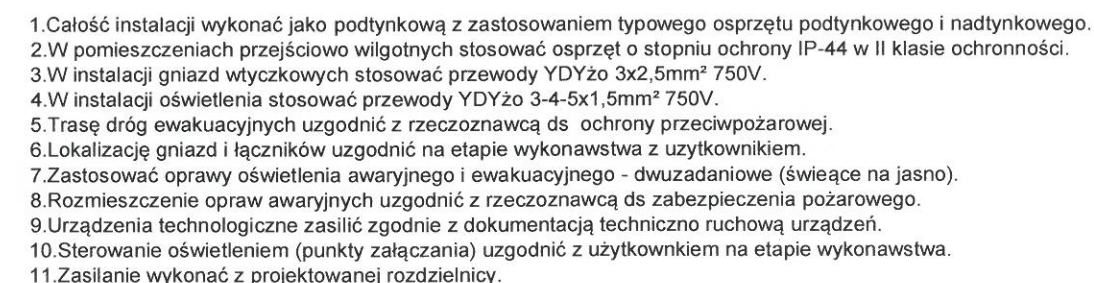 1.Całość instalacji wykonać jako podtynkową z zastosowaniem typowego osprzętu podtynkowego i nadtynkowego.
2.W pomieszczeniach przejściowo wilgotnych stosować osprzęt o stopniu ochrony IP-44 w II klasie ochronności.
3.W instalacji gniazd wtyczkowych stosować przewody YDYżo 3x2,5mm² 750V.
4.W instalacji oświetlenia stosować przewody YDYżo 3-4-5x1,5mm² 750V.
5.Trasę dróg ewakuacyjnych uzgodnić z rzeczoznawcą ds ochrony przeciwpożarowej.
6.Lokalizację gniazd i łączników uzgodnić na etapie wykonawstwa z uzytkownikiem.
7.Zastosować oprawy oświetlenia awaryjnego i ewakuacyjnego - dwuzadaniowe (świeące na jasno).
8.Rozmieszczenie opraw awaryjnych uzgodnić z rzeczoznawcą ds zabezpieczenia pożarowego.
9.Urządzenia technologiczne zasilić zgodnie z dokumentacją techniczno ruchową urządzeń.
10.Sterowanie oświetleniem (punkty załączania) uzgodnić z użytkownkiem na etapie wykonawstwa.
11.Zasilanie wykonać z projektowanej rozdzielnicy.